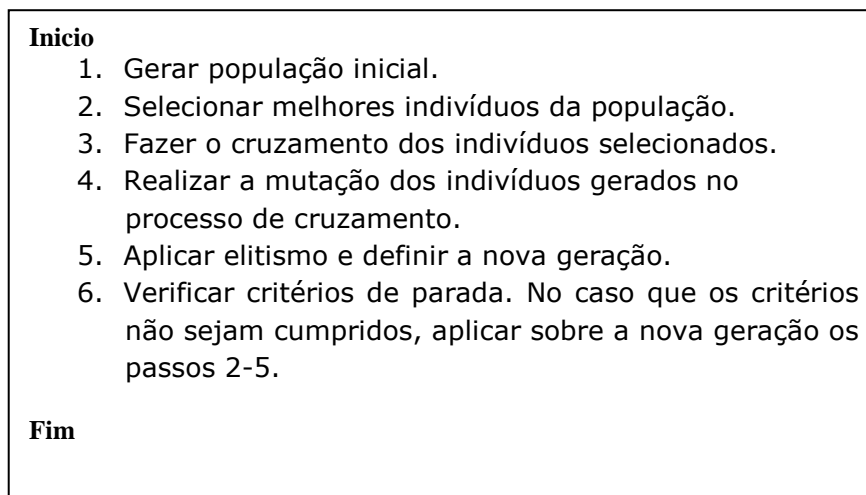 Inicio
1. Gerar população inicial.
2. Selecionar melhores indivíduos da população.
3. Fazer o cruzamento dos indivíduos selecionados.
4. Realizar a mutação dos indivíduos gerados no
processo de cruzamento.
5. Aplicar elitismo e definir a nova geração.
6. Verificar critérios de parada. No caso que os critérios
não sejam cumpridos, aplicar sobre a nova geração os
passos 2-5.
Fim